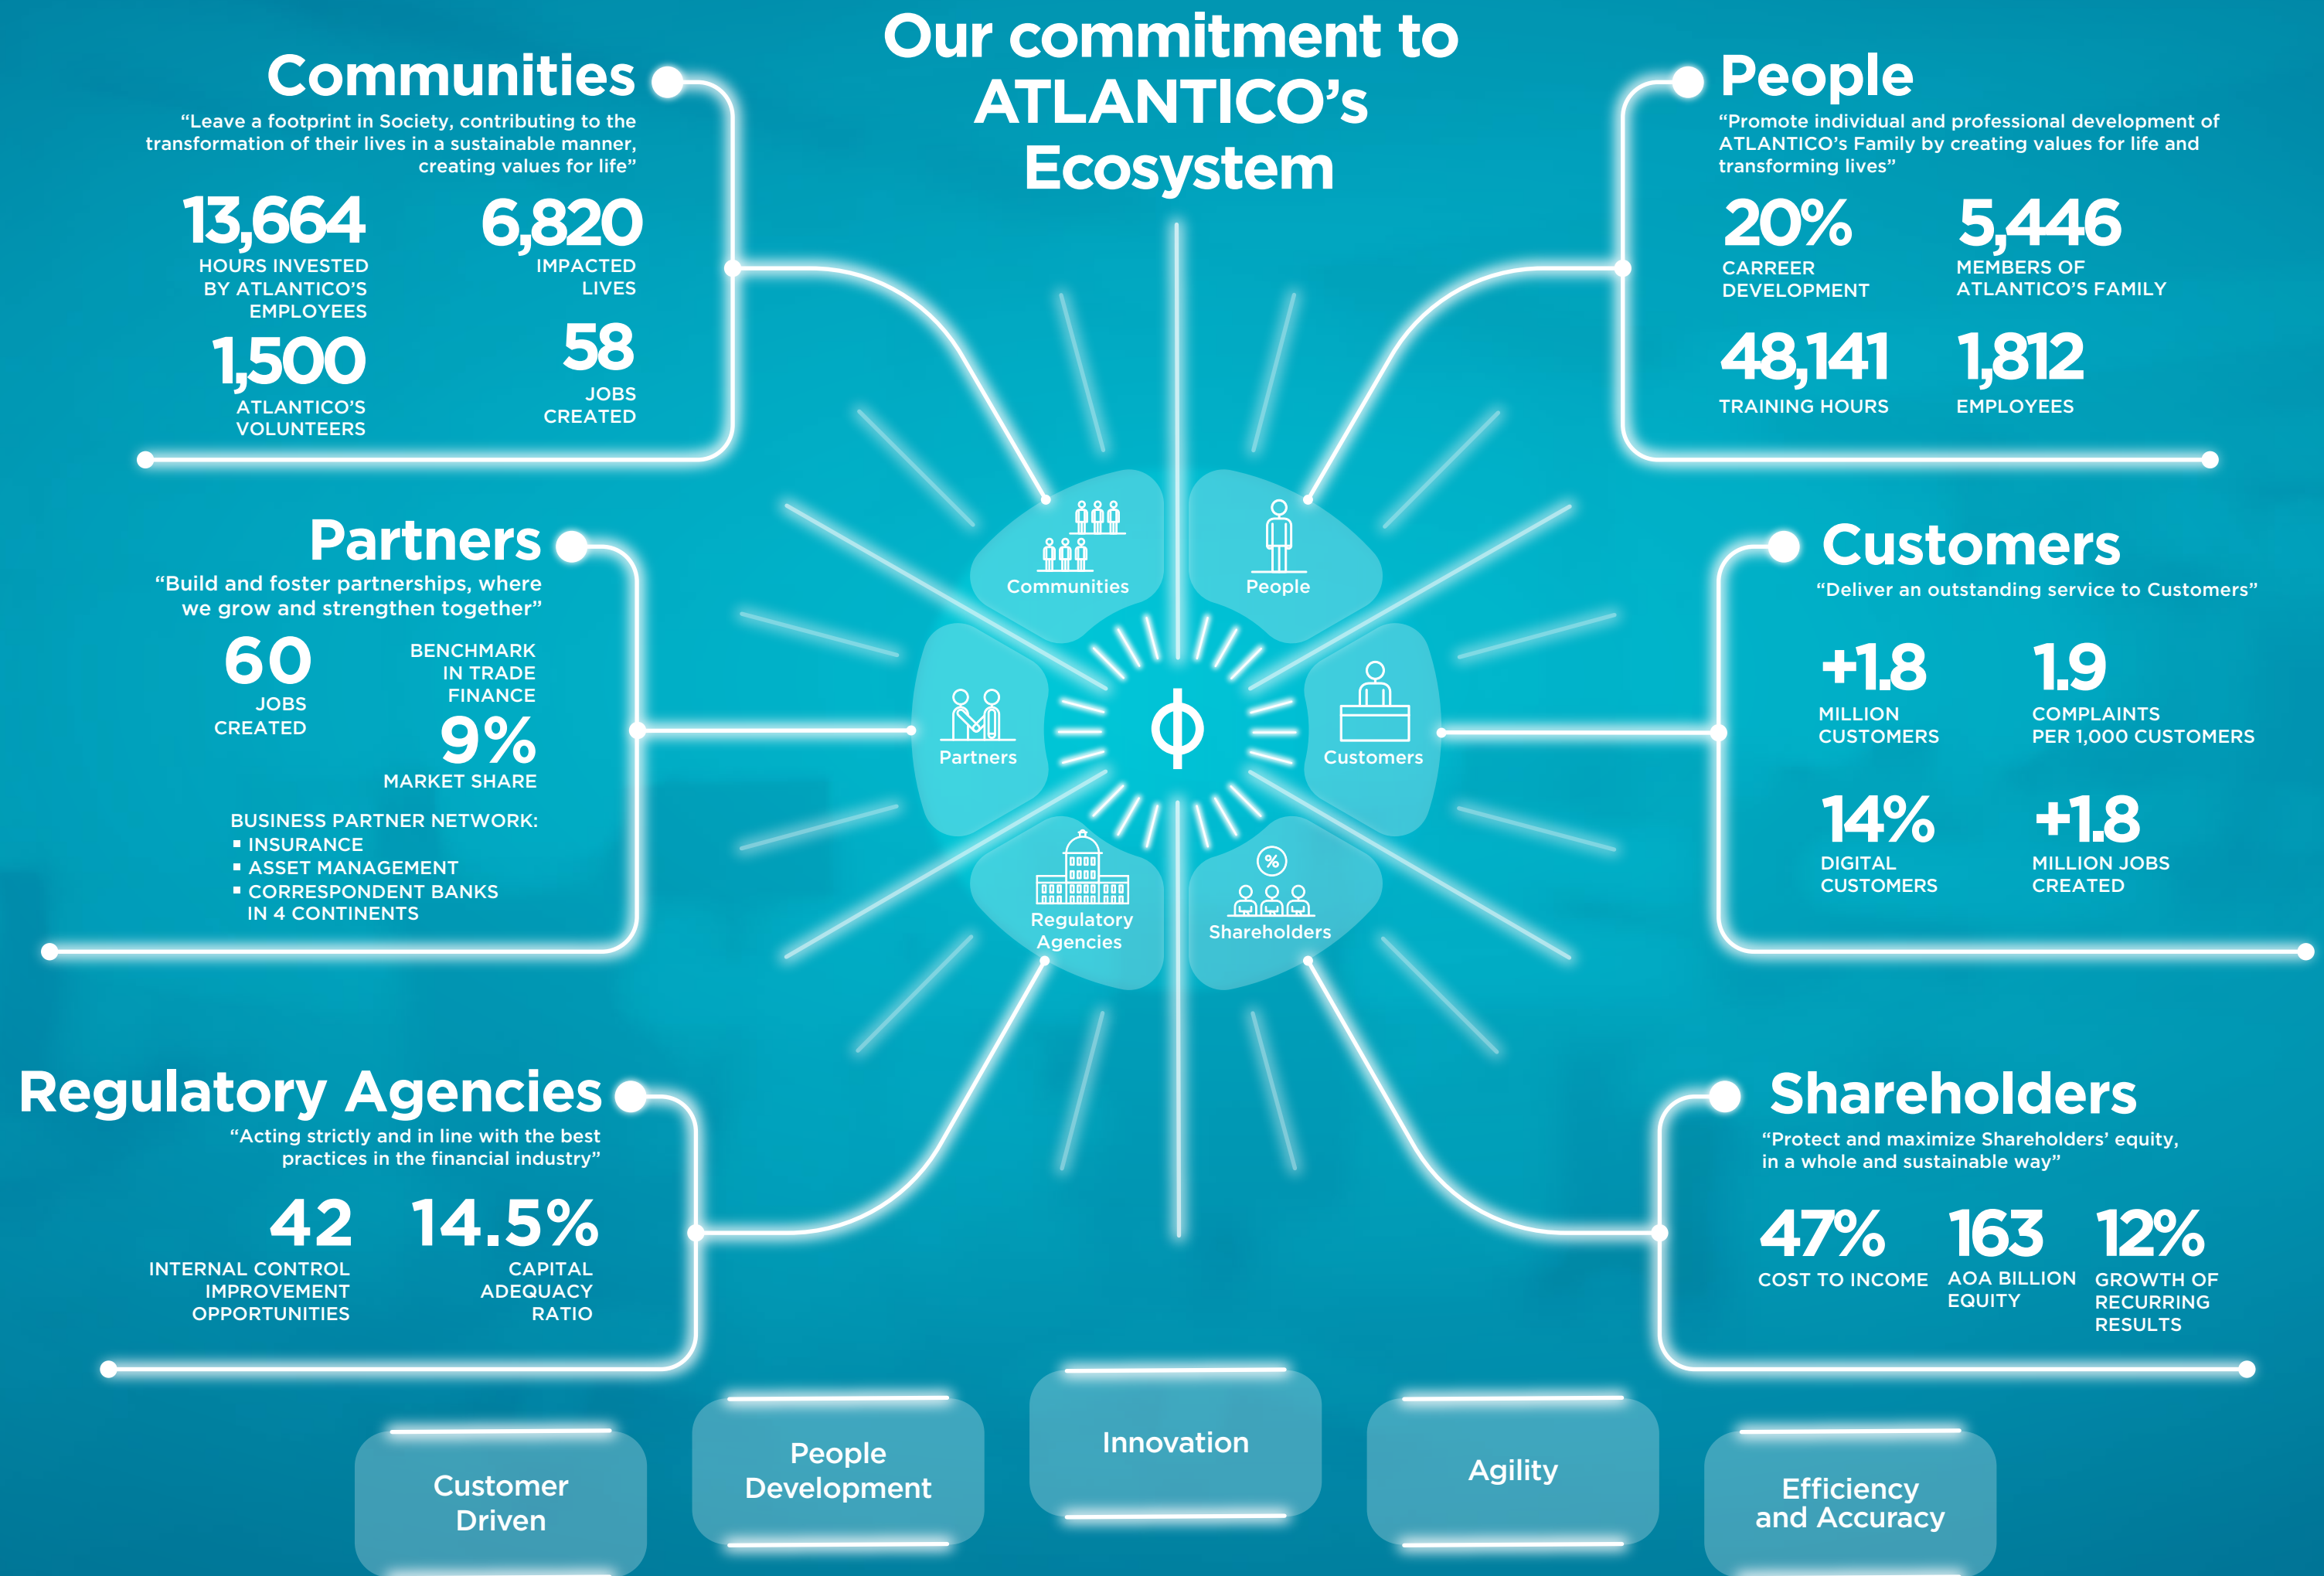 Our commitment to
ATLANTICO’s
Ecosystem
Communities
“Leave a footprint in Society, contributing to the
transformation of their lives in a sustainable manner,
creating values for life”
13,664
HOURS INVESTED
BY ATLANTICO’S
EMPLOYEES
6,820
IMPACTED
LIVES
1,500
ATLANTICO’S
VOLUNTEERS
58
JOBS
CREATED
People
“Promote individual and professional development of
ATLANTICO’s Family by creating values for life and
transforming lives”
20%
CARREER
DEVELOPMENT
5,446
MEMBERS OF
ATLANTICO’S FAMILY
48,141
TRAINING HOURS
1,812
EMPLOYEES
Partners
“Build and foster partnerships, where
we grow and strengthen together”
60
JOBS
CREATED
BENCHMARK
IN TRADE
FINANCE
9%
MARKET SHARE
BUSINESS PARTNER NETWORK:
▪ INSURANCE
▪ ASSET MANAGEMENT
▪ CORRESPONDENT BANKS
IN 4 CONTINENTS
Communities
People
Partners
Customers
Regulatory
Agencies
%
Shareholders
Customers
“Deliver an outstanding service to Customers”
+1.8
MILLION
CUSTOMERS
1.9
COMPLAINTS
PER 1,000 CUSTOMERS
14%
DIGITAL
CUSTOMERS
+1.8
MILLION JOBS
CREATED
Regulatory Agencies
“Acting strictly and in line with the best
practices in the financial industry”
42
INTERNAL CONTROL
IMPROVEMENT
OPPORTUNITIES
14.5%
CAPITAL
ADEQUACY
RATIO
Shareholders
“Protect and maximize Shareholders’ equity,
in a whole and sustainable way”
47%
COST TO INCOME
163
AOA BILLION
EQUITY
12%
GROWTH OF
RECURRING
RESULTS
Customer
Driven
People
Development
Innovation
Agility
Efficiency
and Accuracy